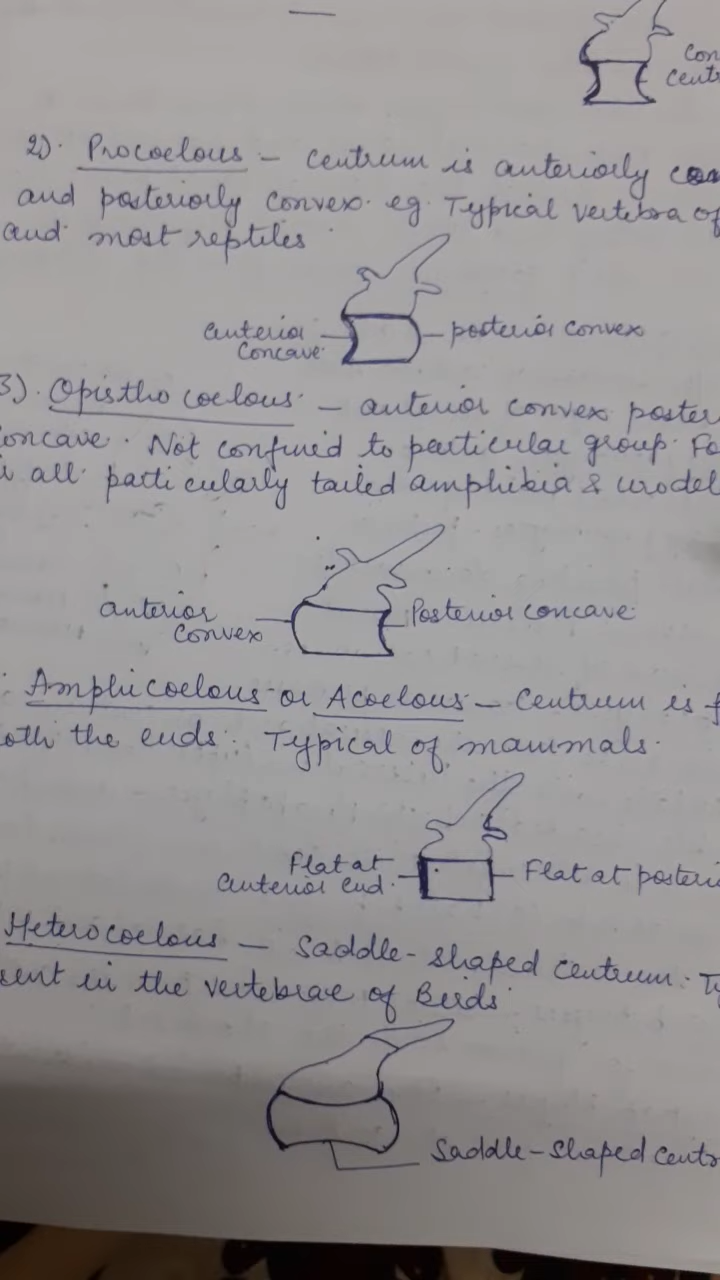 con
centr
2). Procoelous - Centrum is anteriorly con
and posteriorly convex. eg. Typical vertebra of
and most reptiles
anterior concave
posterior convex
3). Opistho coelous - anterior convex poster
concave. Not confined to particular group. Fo
all particularly tailed amphibia & urodel
anterior convex
Posterior concave
Amphicoelous or Acoelous - Centrum is f
oth the ends. Typical of mammals.
Flat at anterior end.
Flat at posteri
Heterocoelous - Saddle-shaped centrum. Ty
sent in the vertebrae of Birds
Saddle-shaped centr